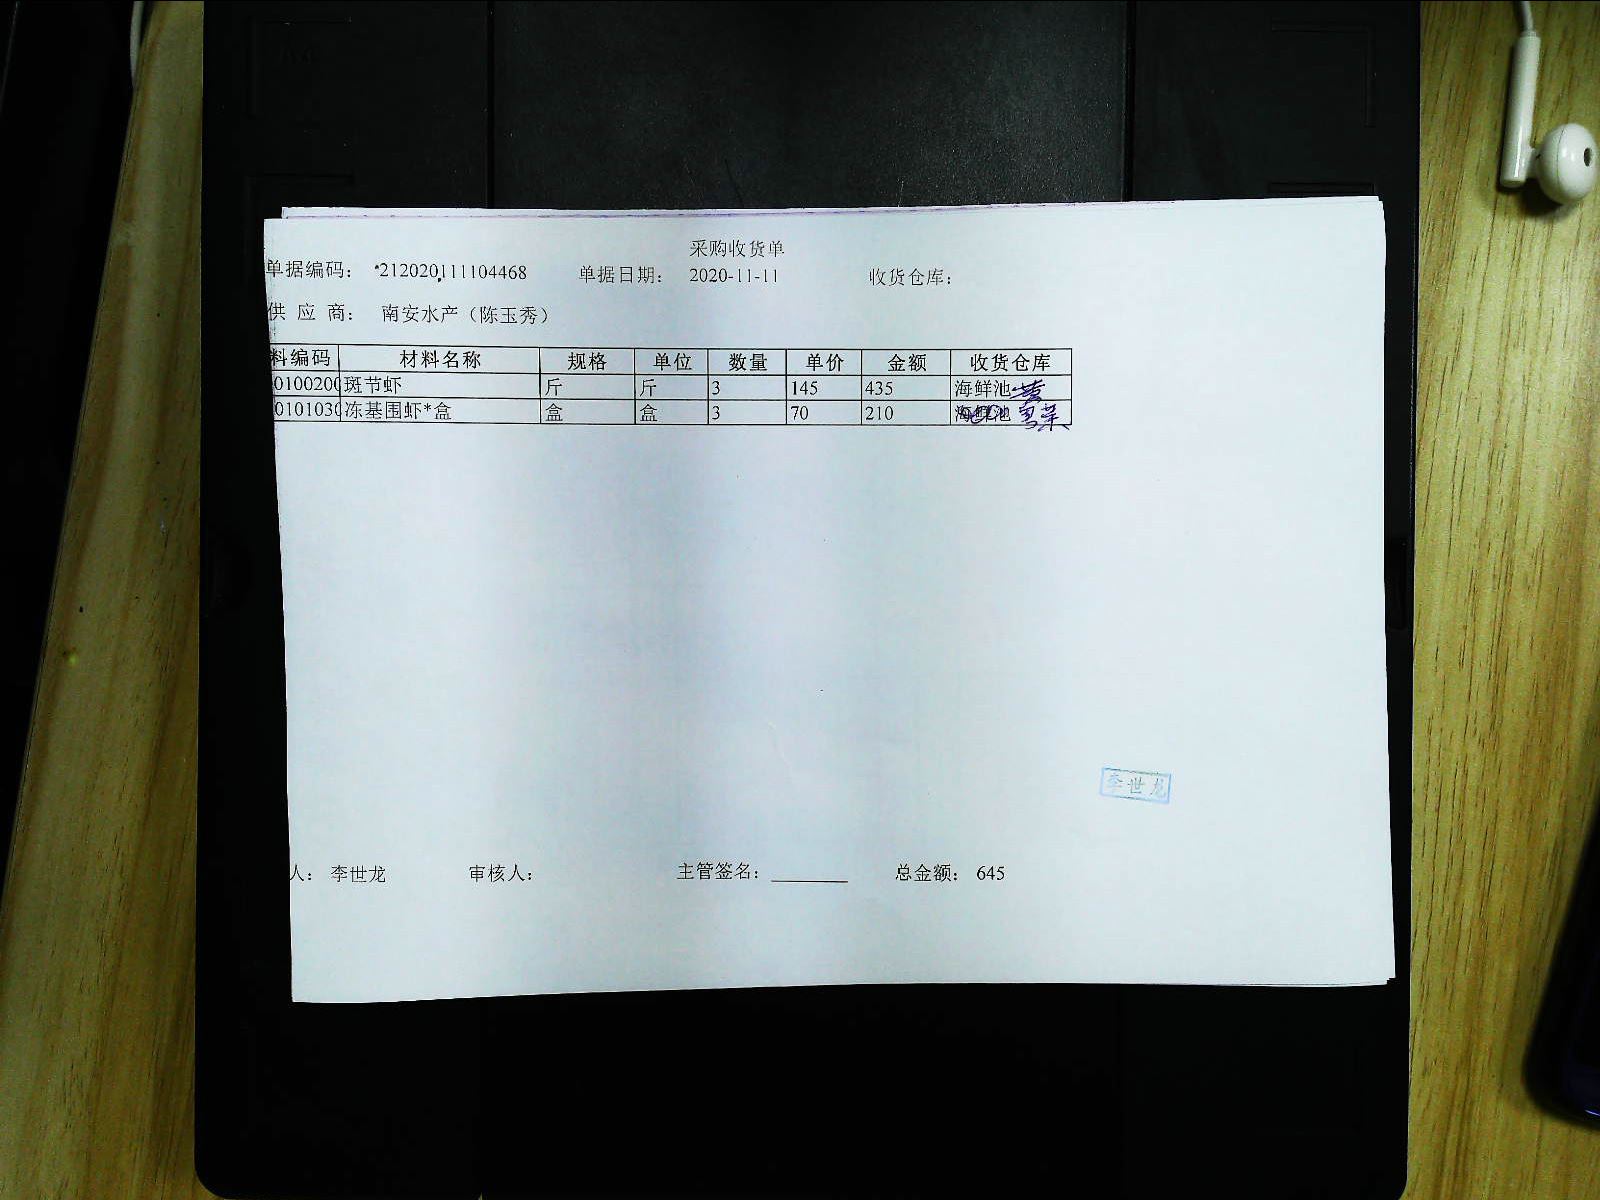 采购收货单
单据编码： 212020111104468 单据日期： 2020-11-11 收货仓库：
供 应 商： 南安水产（陈玉秀）
料编码 材料名称 规格 单位 数量 单价 金额 收货仓库
0100200 斑节虾 斤 斤 3 145 435 海鲜池
0101030 冻基围虾*盒 盒 盒 3 70 210 海鲜池
李世龙
人： 李世龙 审核人： 主管签名： 总金额： 645